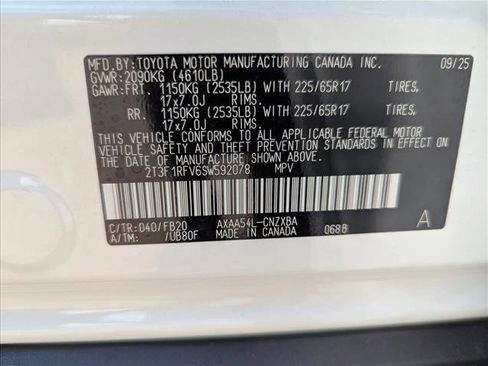 MFD.BY:TOYOTA MOTOR MANUFACTURING CANADA INC. 09/25
GVWR:2090KG (4610LB)
GAWR:FRT. 1150KG (2535LB) WITH 225/65R17 TIRES,
17x7.0J RIMS.
RR. 1150KG (2535LB) WITH 225/65R17 TIRES,
17x7.0J RIMS.
THIS VEHICLE CONFORMS TO ALL APPLICABLE FEDERAL MOTOR
VEHICLE SAFETY AND THEFT PREVENTION STANDARDS IN EFFECT
ON THE DATE OF MANUFACTURE SHOWN ABOVE.
2T3F1RFV6SW592078 MPV
C/TR:040/FB20 AXAA54L-CNZXBA A
A/TM: /UB80F MADE IN CANADA 068B